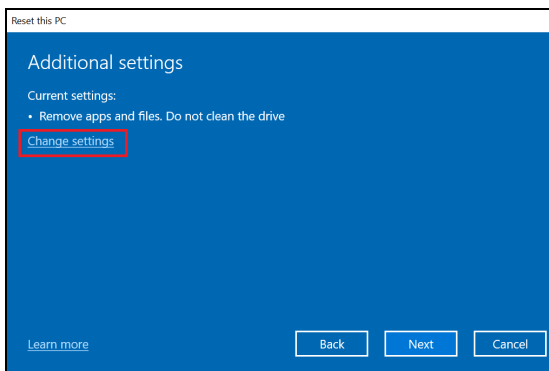 Reset this PC
Additional settings
Current settings:
• Remove apps and files. Do not clean the drive
Change settings
Learn more
Back
Next
Cancel